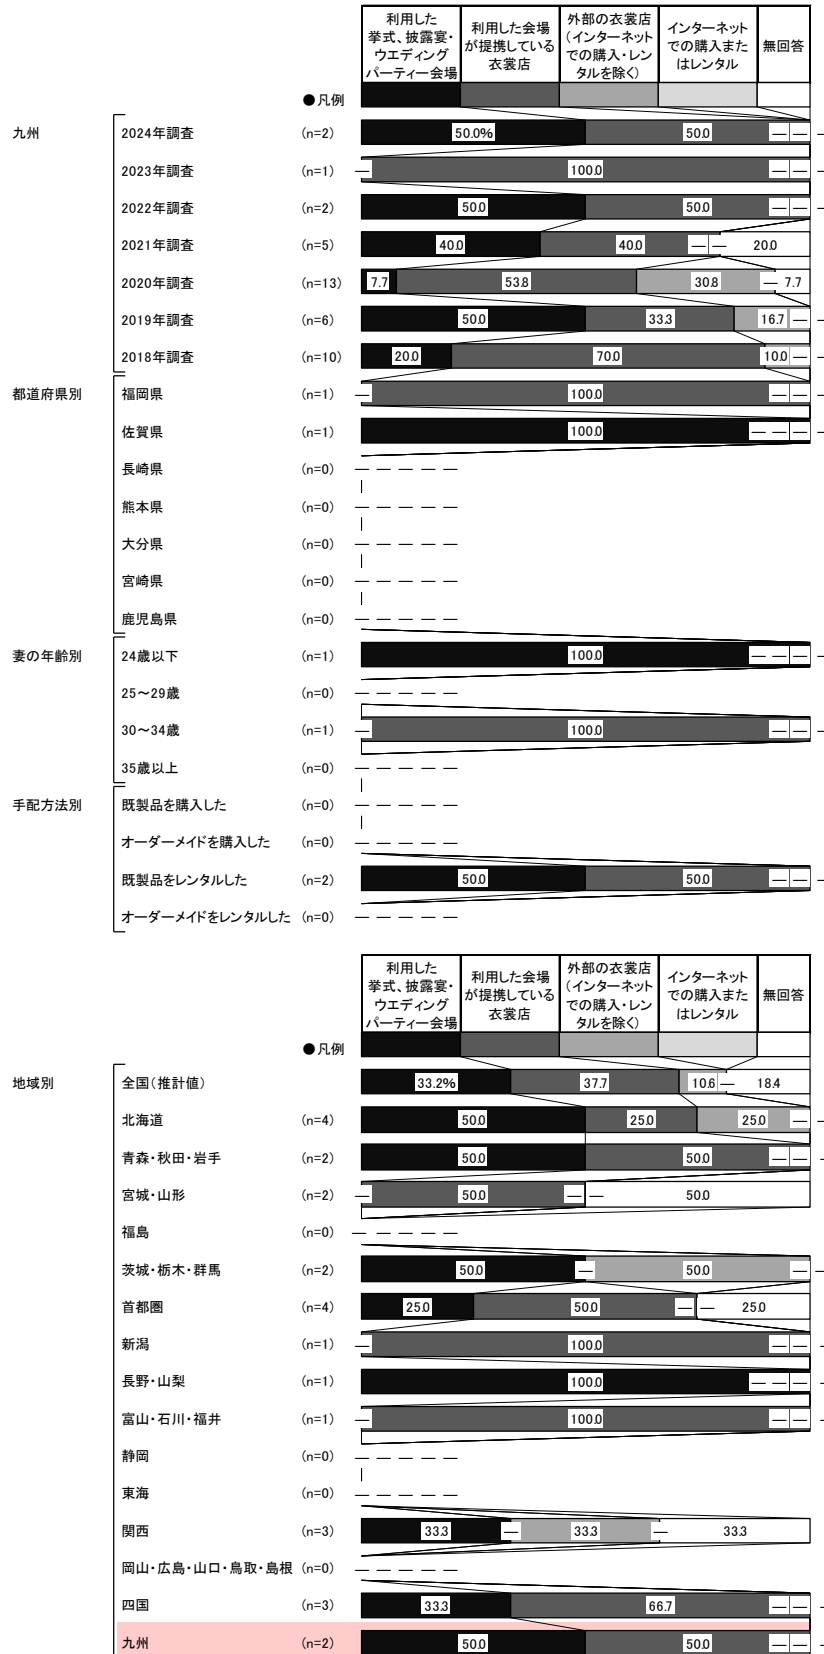 利用した
挙式、披露宴・
ウエディング
パーティー会場
利用した会場
が提携している
衣裳店
外部の衣裳店
(インターネット
での購入・レン
タルを除く)
インターネット
での購入また
はレンタル
無回答
●凡例
九州 2024年調査 (n=2) 50.0% 50.0 — —
2023年調査 (n=1) — 100.0 — — —
2022年調査 (n=2) 50.0 50.0 — — —
2021年調査 (n=5) 40.0 40.0 — — 20.0
2020年調査 (n=13) 7.7 53.8 30.8 — 7.7
2019年調査 (n=6) 50.0 33.3 16.7 — —
2018年調査 (n=10) 20.0 70.0 10.0 — —
都道府県別 福岡県 (n=1) — 100.0 — — —
佐賀県 (n=1) 100.0 — — — —
長崎県 (n=0) — — — — —
熊本県 (n=0) — — — — —
大分県 (n=0) — — — — —
宮崎県 (n=0) — — — — —
鹿児島県 (n=0) — — — — —
妻の年齢別 24歳以下 (n=1) 100.0 — — — —
25～29歳 (n=0) — — — — —
30～34歳 (n=1) — 100.0 — — —
35歳以上 (n=0) — — — — —
手配方法別 既製品を購入した (n=0) — — — — —
オーダーメイドを購入した (n=0) — — — — —
既製品をレンタルした (n=2) 50.0 50.0 — — —
オーダーメイドをレンタルした (n=0) — — — — —
利用した
挙式、披露宴・
ウエディング
パーティー会場
利用した会場
が提携している
衣裳店
外部の衣裳店
(インターネット
での購入・レン
タルを除く)
インターネット
での購入また
はレンタル
無回答
●凡例
地域別 全国(推計値) 33.2% 37.7 10.6 — 18.4
北海道 (n=4) 50.0 25.0 25.0 — —
青森・秋田・岩手 (n=2) 50.0 50.0 — — —
宮城・山形 (n=2) — 50.0 — — 50.0
福島 (n=0) — — — — —
茨城・栃木・群馬 (n=2) 50.0 — 50.0 — —
首都圏 (n=4) 25.0 50.0 — — 25.0
新潟 (n=1) — 100.0 — — —
長野・山梨 (n=1) 100.0 — — — —
富山・石川・福井 (n=1) — 100.0 — — —
静岡 (n=0) — — — — —
東海 (n=0) — — — — —
関西 (n=3) 33.3 — 33.3 — 33.3
岡山・広島・山口・鳥取・島根 (n=0) — — — — —
四国 (n=3) 33.3 66.7 — — —
九州 (n=2) 50.0 50.0 — — —